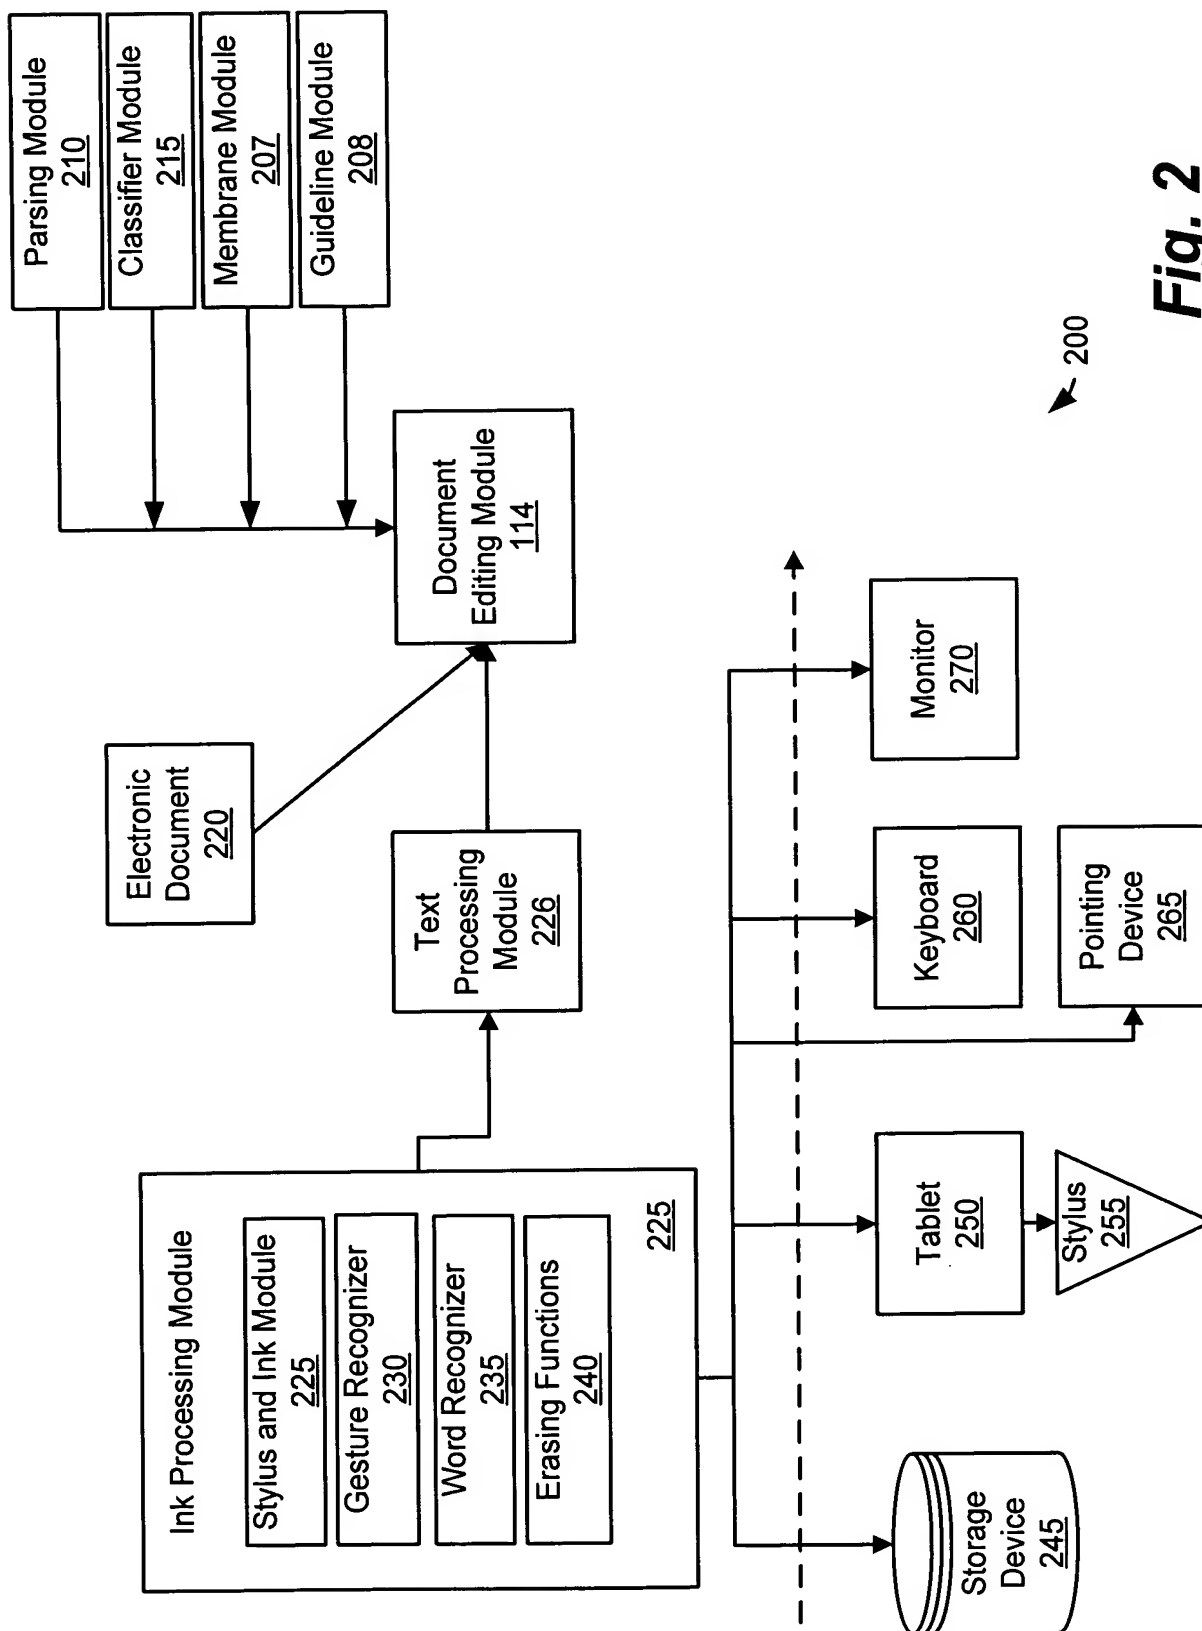 Ink Processing Module
Stylus and Ink Module
225
Gesture Recognizer
230
Word Recognizer
235
Erasing Functions
240
225
Text
Processing
Module
226
Electronic
Document
220
Document
Editing Module
114
Parsing Module
210
Classifier Module
215
Membrane Module
207
Guideline Module
208
Storage
Device
245
Tablet
250
Stylus
255
Keyboard
260
Pointing
Device
265
Monitor
270
200
Fig. 2